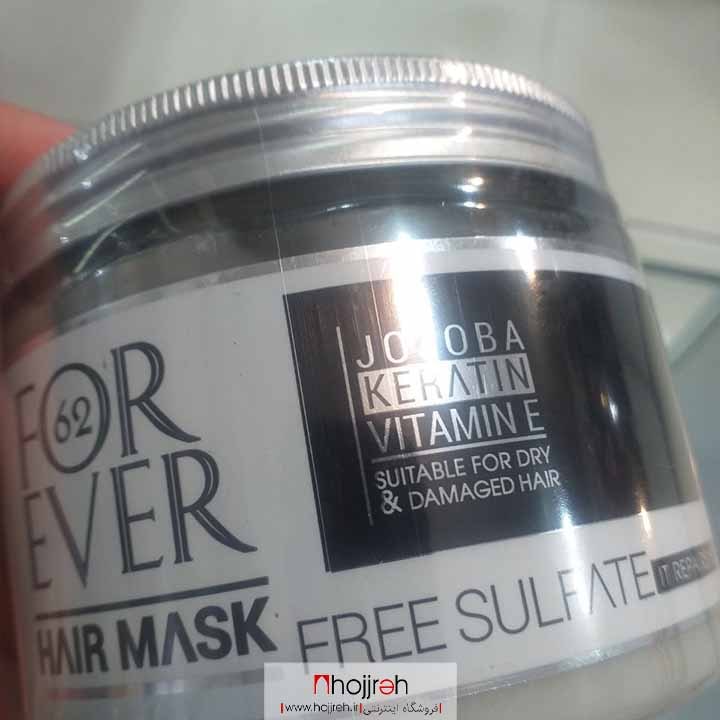 FOR
62
EVER
HAIR MASK
JOJOBA
KERATIN
VITAMIN E
SUITABLE FOR DRY
& DAMAGED HAIR
FREE SULFATE
IT
hojjreh
فروشگاه اینترنتی | www.hojjreh.ir